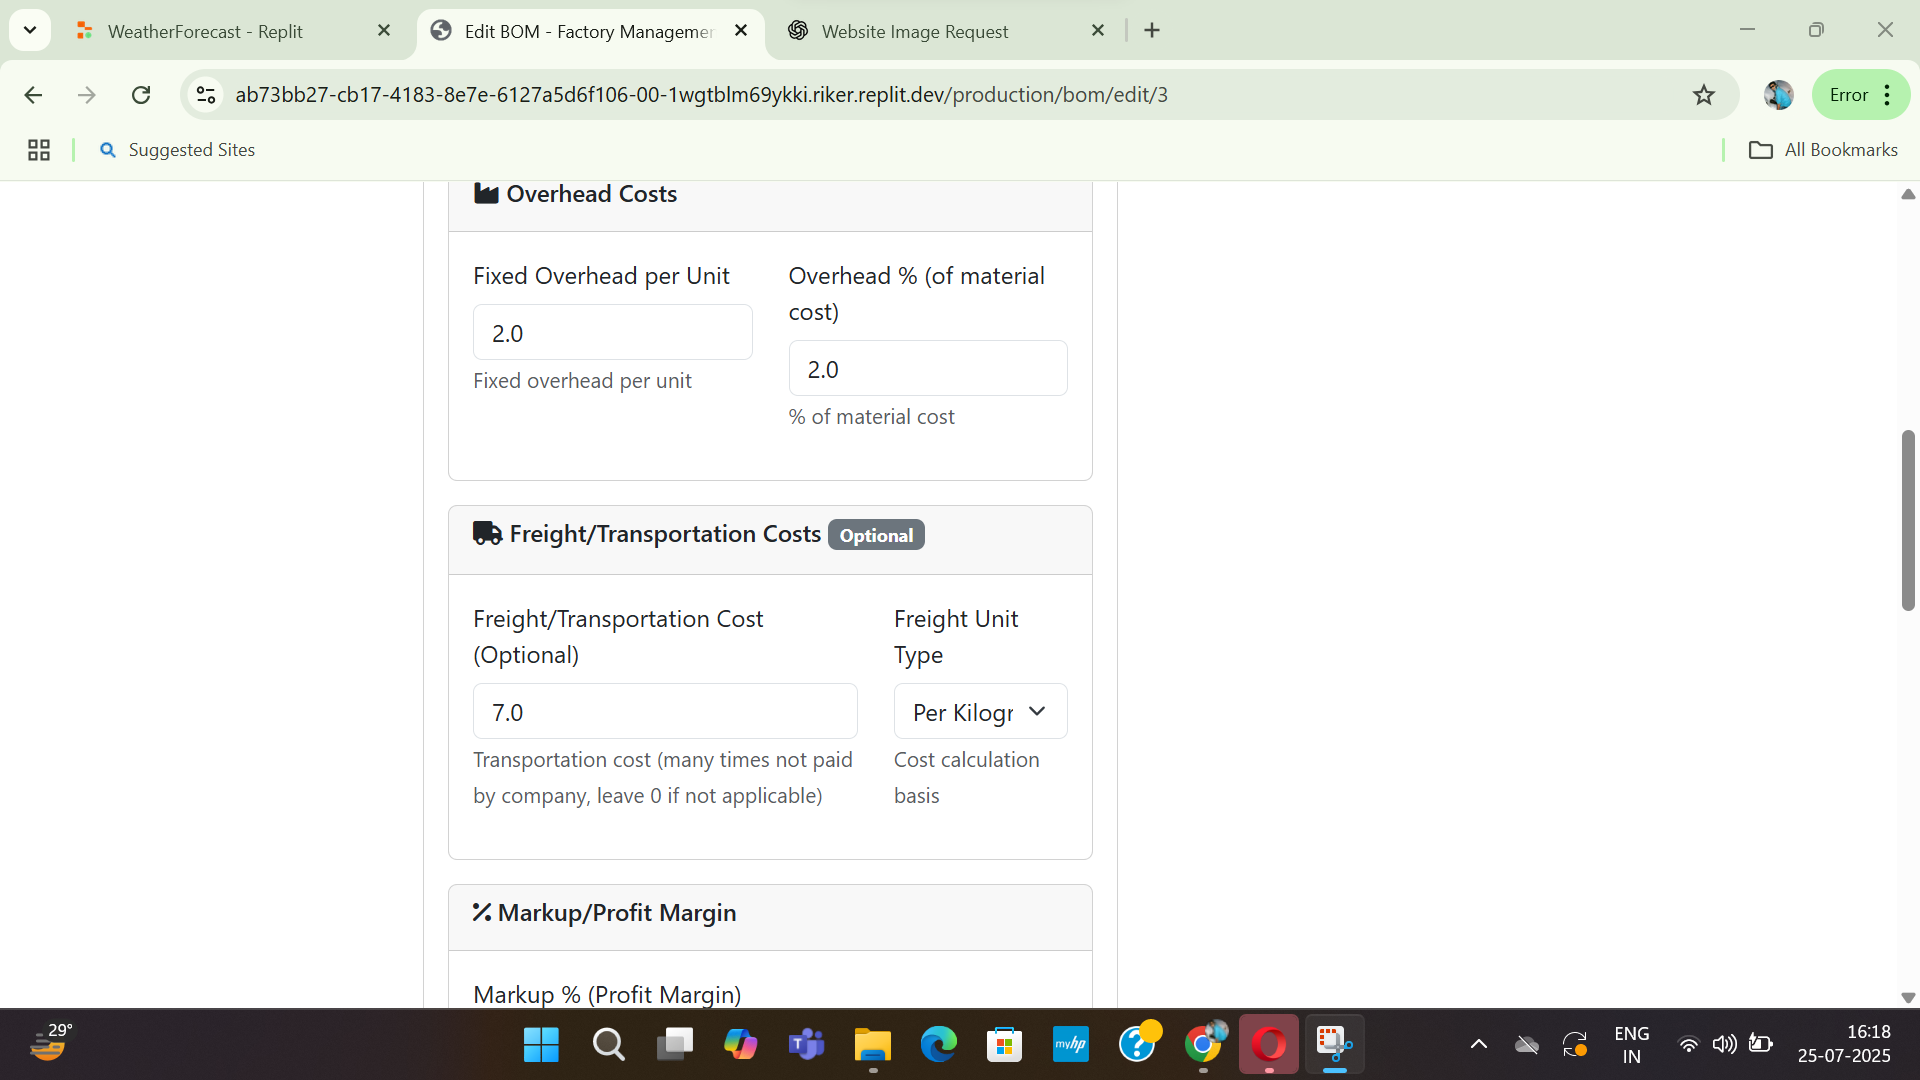 WeatherForecast - Replit
Edit BOM - Factory Managemer
Website Image Request
ab73bb27-cb17-4183-8e7e-6127a5d6f106-00-1wgtblm69ykki.riker.replit.dev/production/bom/edit/3
Error
Suggested Sites
All Bookmarks
Overhead Costs
Fixed Overhead per Unit
2.0
Fixed overhead per unit
Overhead % (of material
cost)
2.0
% of material cost
Freight/Transportation Costs Optional
Freight/Transportation Cost
(Optional)
7.0
Transportation cost (many times not paid
by company, leave 0 if not applicable)
Freight Unit
Type
Per Kilogr
Cost calculation
basis
Markup/Profit Margin
Markup % (Profit Margin)
29°
T
myhp
?
ENG
IN
16:18
25-07-2025